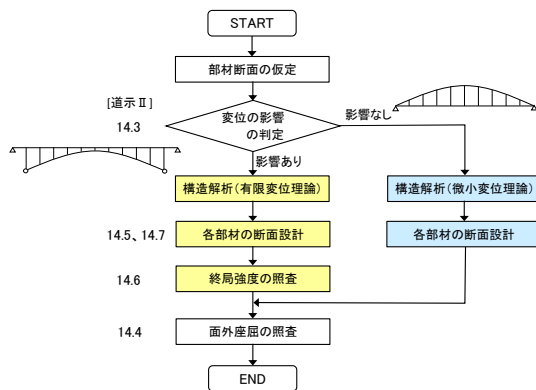 START
部材断面の仮定
[道示Ⅱ]
14.3
変位の影響
の判定
影響なし
影響あり
構造解析(有限変位理論)
構造解析(微小変位理論)
14.5、14.7
各部材の断面設計
各部材の断面設計
14.6
終局強度の照査
14.4
面外座屈の照査
END